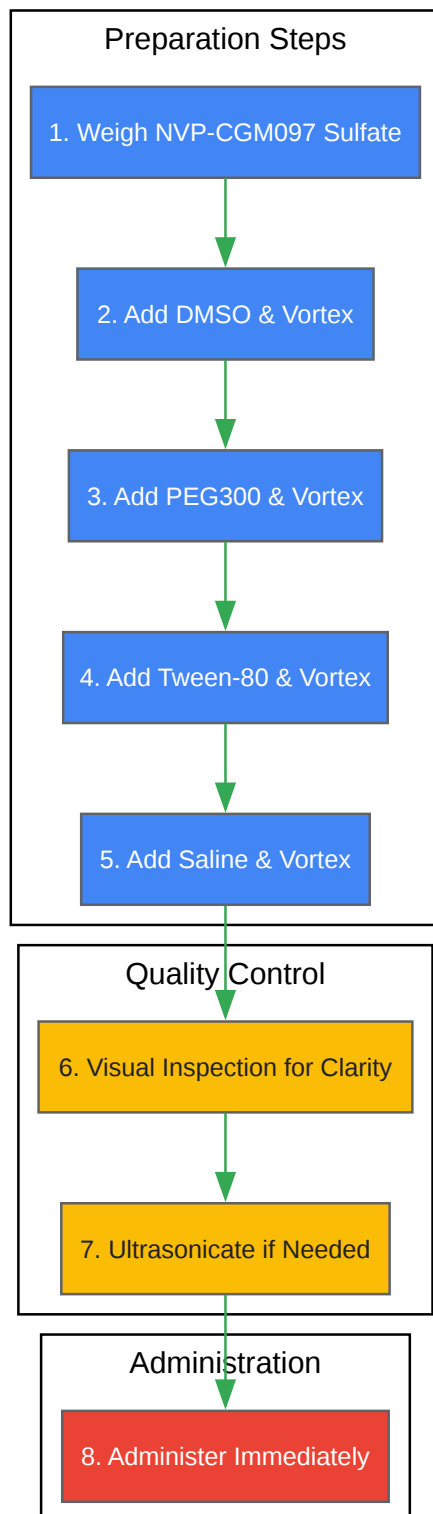 Preparation Steps
1. Weigh NVP-CGM097 Sulfate
2. Add DMSO & Vortex
3. Add PEG300 & Vortex
4. Add Tween-80 & Vortex
5. Add Saline & Vortex
Quality Control
6. Visual Inspection for Clarity
7. Ultrasonicate if Needed
Administration
8. Administer Immediately